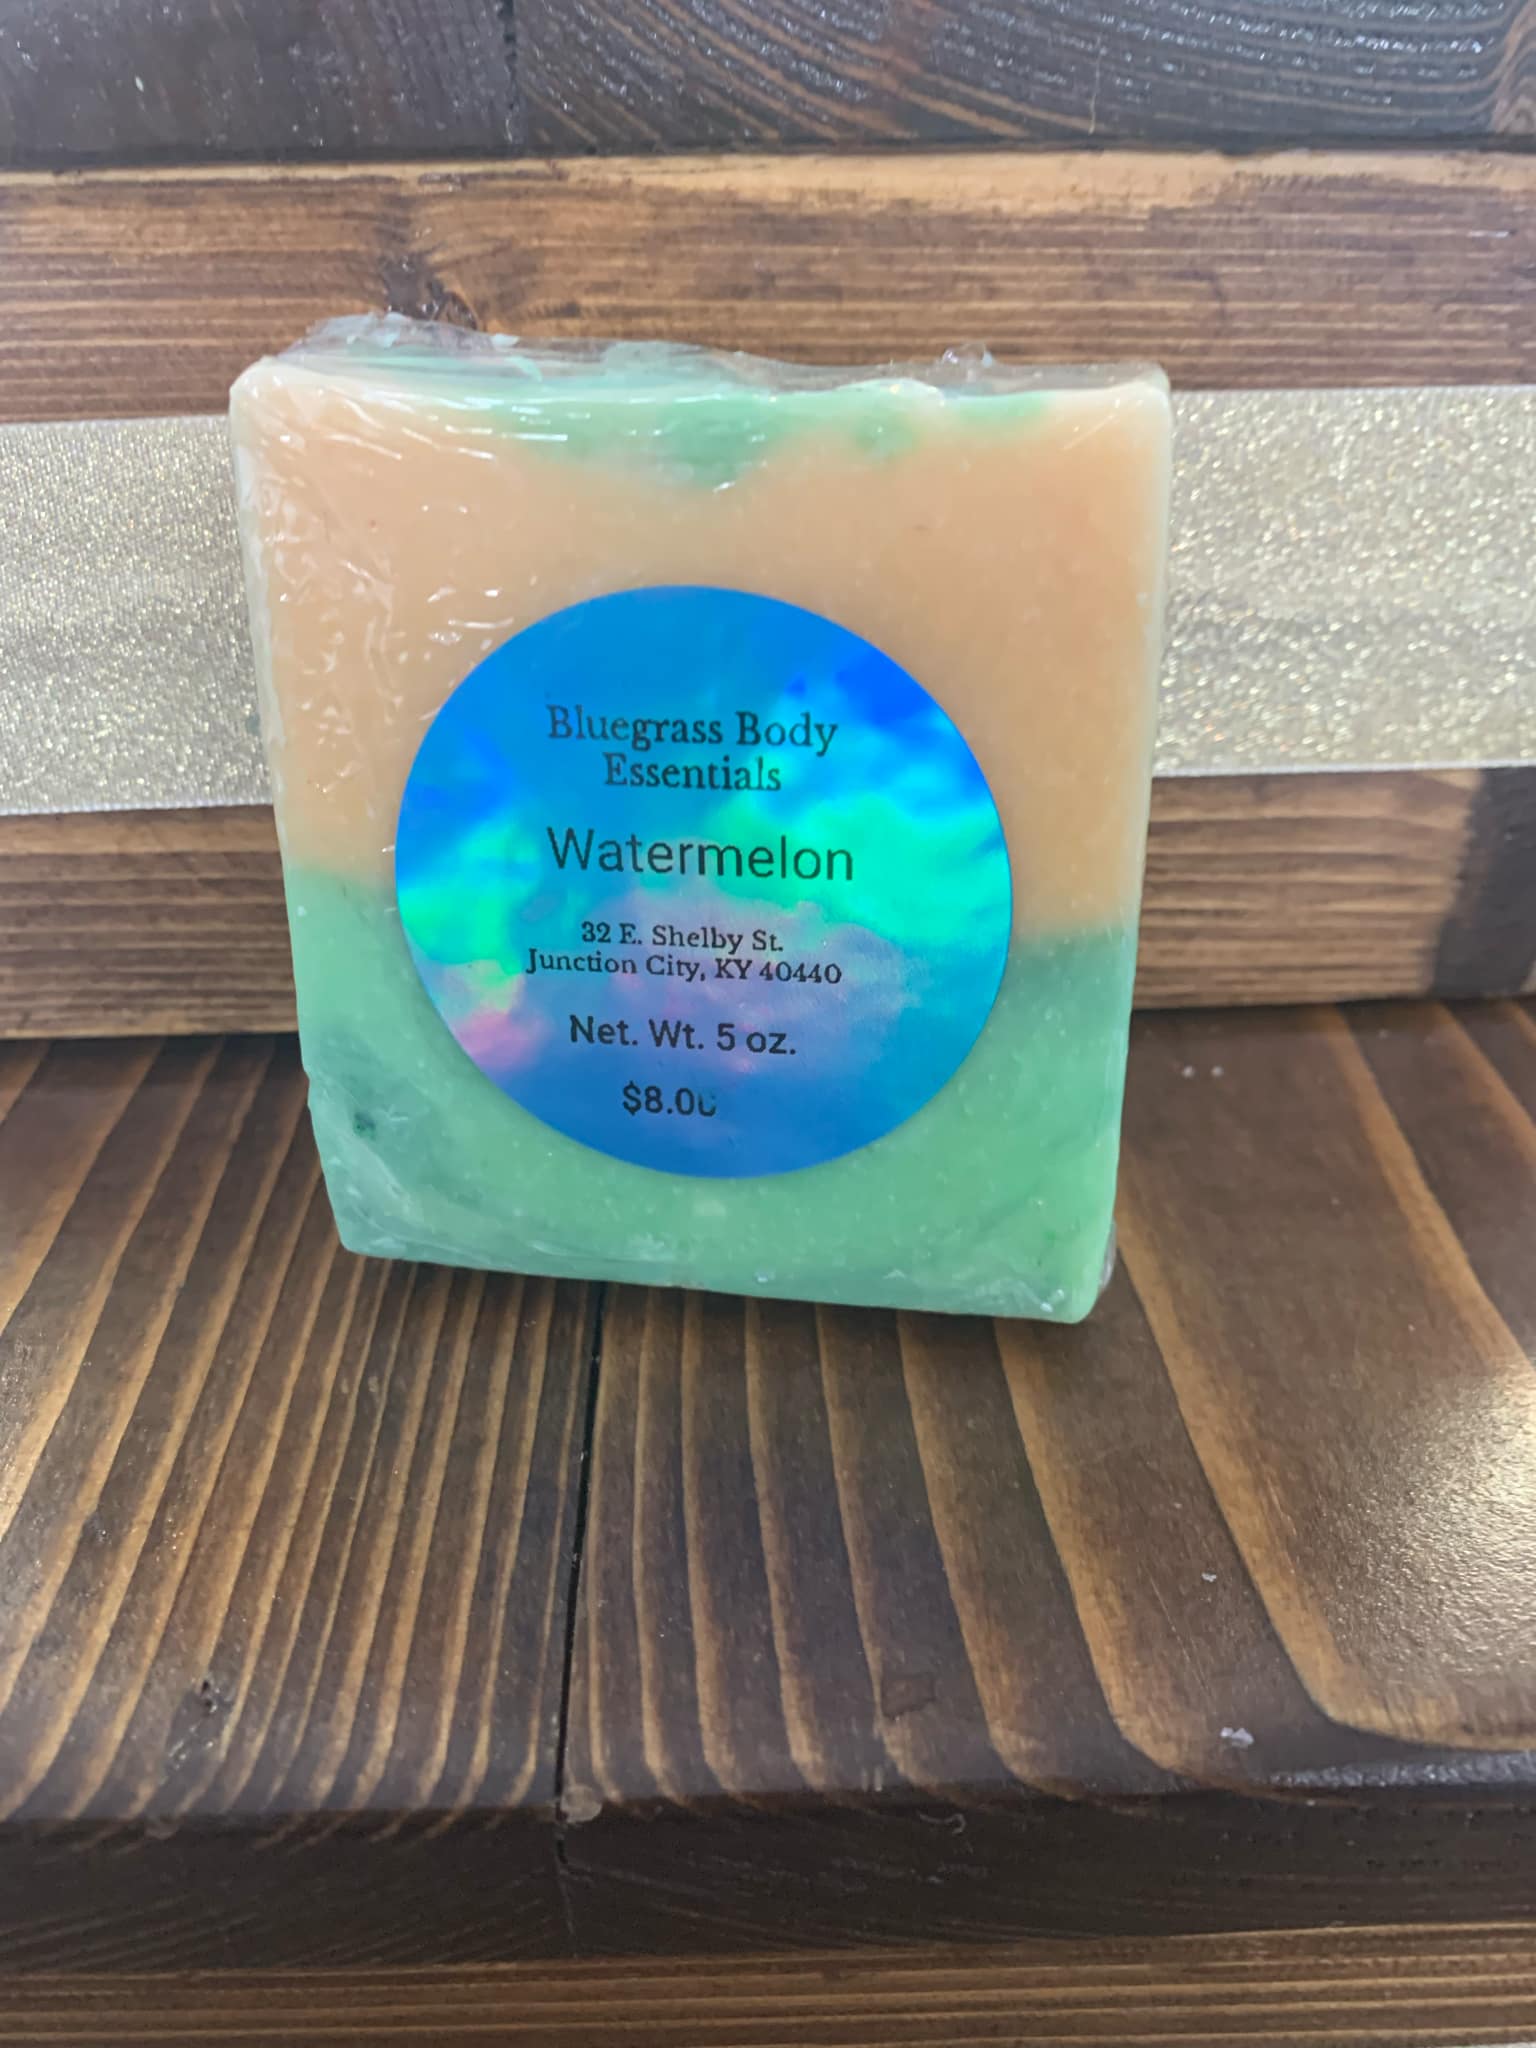 Bluegrass Body
Essentials
Watermelon
32 E. Shelby St.
Junction City, KY 40440
Net. Wt. 5 oz.
$8.00